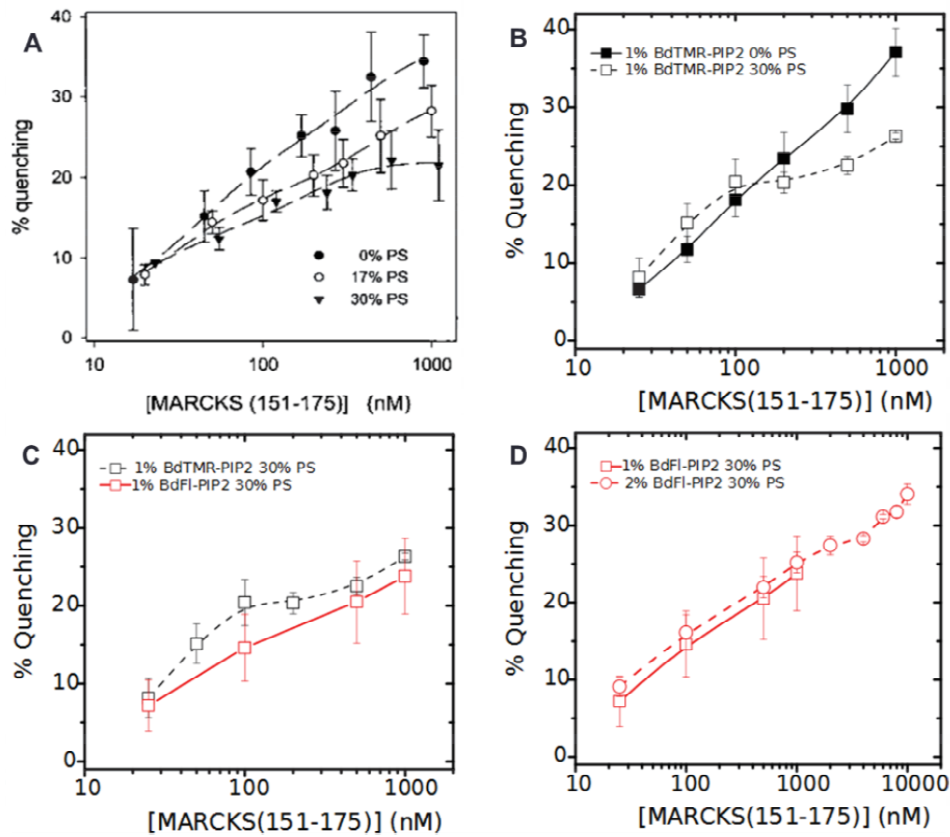 A
40
30
20
10
0
% quenching
0% PS
17% PS
30% PS
10
100
1000
[MARCKS (151-175)] (nM)
B
40
30
20
10
0
% Quenching
1% BdTMR-PIP2 0% PS
1% BdTMR-PIP2 30% PS
10
100
1000
[MARCKS(151-175)] (nM)
C
40
30
20
10
0
% Quenching
1% BdTMR-PIP2 30% PS
1% BdFl-PIP2 30% PS
10
100
1000
[MARCKS(151-175)] (nM)
D
40
30
20
10
0
% Quenching
1% BdFl-PIP2 30% PS
2% BdFl-PIP2 30% PS
10
100
1000
10000
[MARCKS(151-175)] (nM)